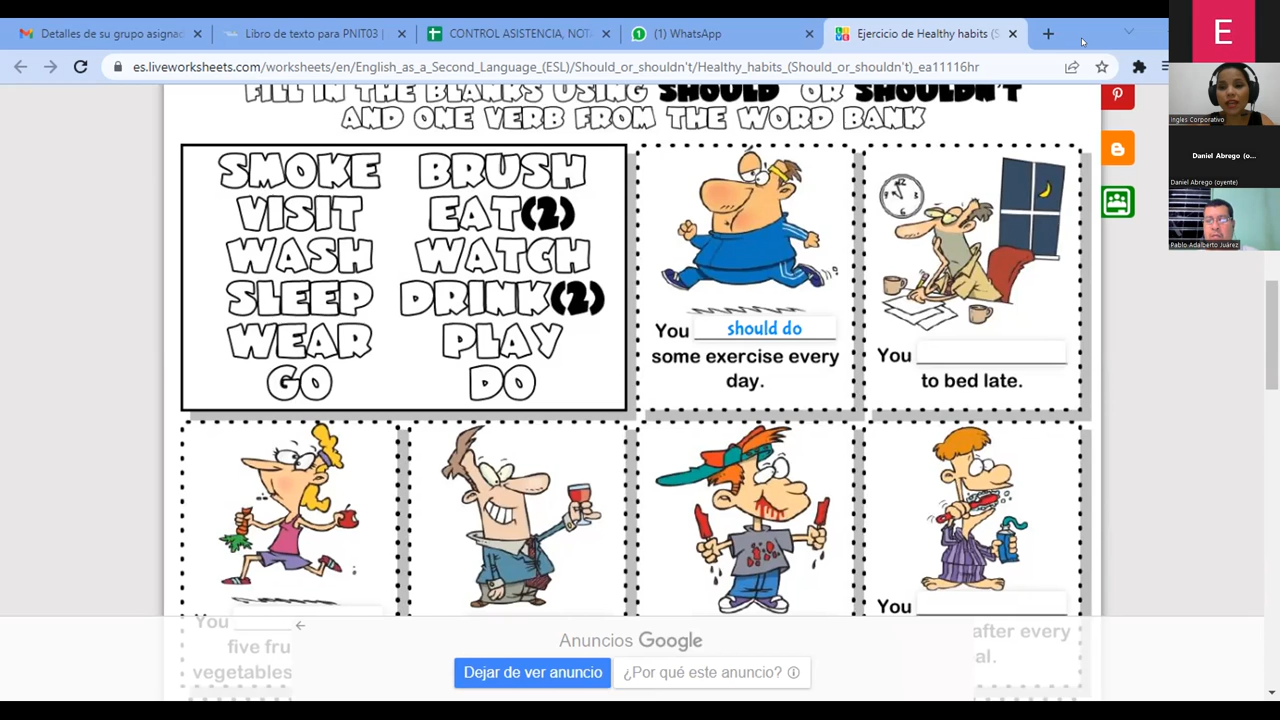 Detalles de su grupo asigna
Libro de texto para PNIT03 |
CONTROL ASISTENCIA, NOTA
(1) WhatsApp
Ejercicio de Healthy habits (S
es.liveworksheets.com/worksheets/en/English_as_a_Second_Language_(ESL)/Should_or_shouldn't/Healthy_habits_(Should_or_shouldn't)_ea11116hr
E
Ingles Corporativo
Daniel Abrego (o...
Daniel Abrego (oyente)
Pablo Adalberto Juárez
FILL IN THE BLANKS USING SHOULD OR SHOULDN'T
AND ONE VERB FROM THE WORD BANK
SMOKE BRUSH
VISIT EAT(2)
WASH WATCH
SLEEP DRINK(2)
WEAR PLAY
GO DO
You should do
some exercise every
day.
12
9
6
You
to bed late.
You
five fru
vegetables
You
after every
al.
Anuncios Google
Dejar de ver anuncio
¿Por qué este anuncio?